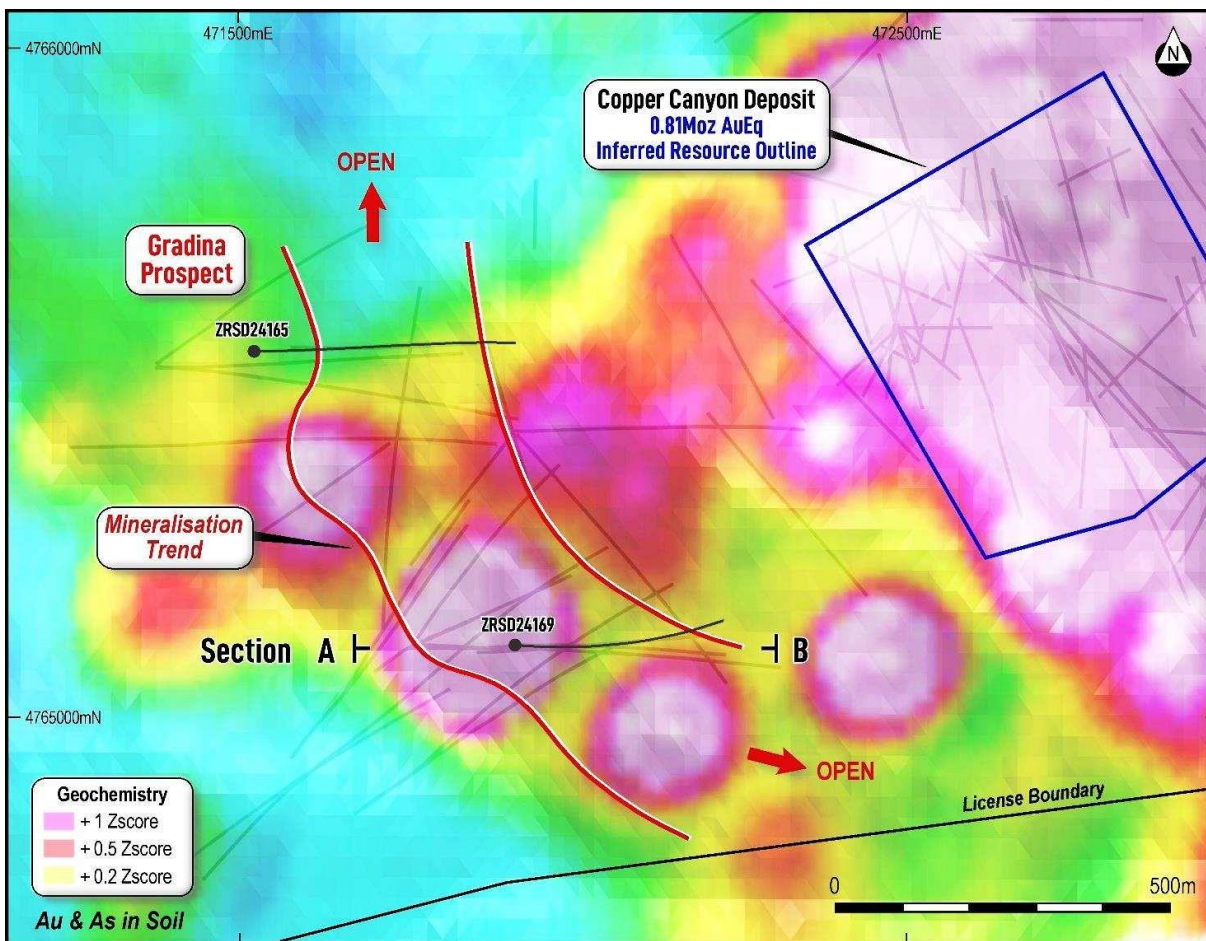 471500mE
472500mE
4766000mN
N
Copper Canyon Deposit
0.81Moz AuEq
Inferred Resource Outline
OPEN
Gradina
Prospect
ZRSD24165
Mineralisation
Trend
ZRSD24169
Section A
B
4765000mN
OPEN
License Boundary
Geochemistry
+ 1 Zscore
+ 0.5 Zscore
+ 0.2 Zscore
Au & As in Soil
0
500m